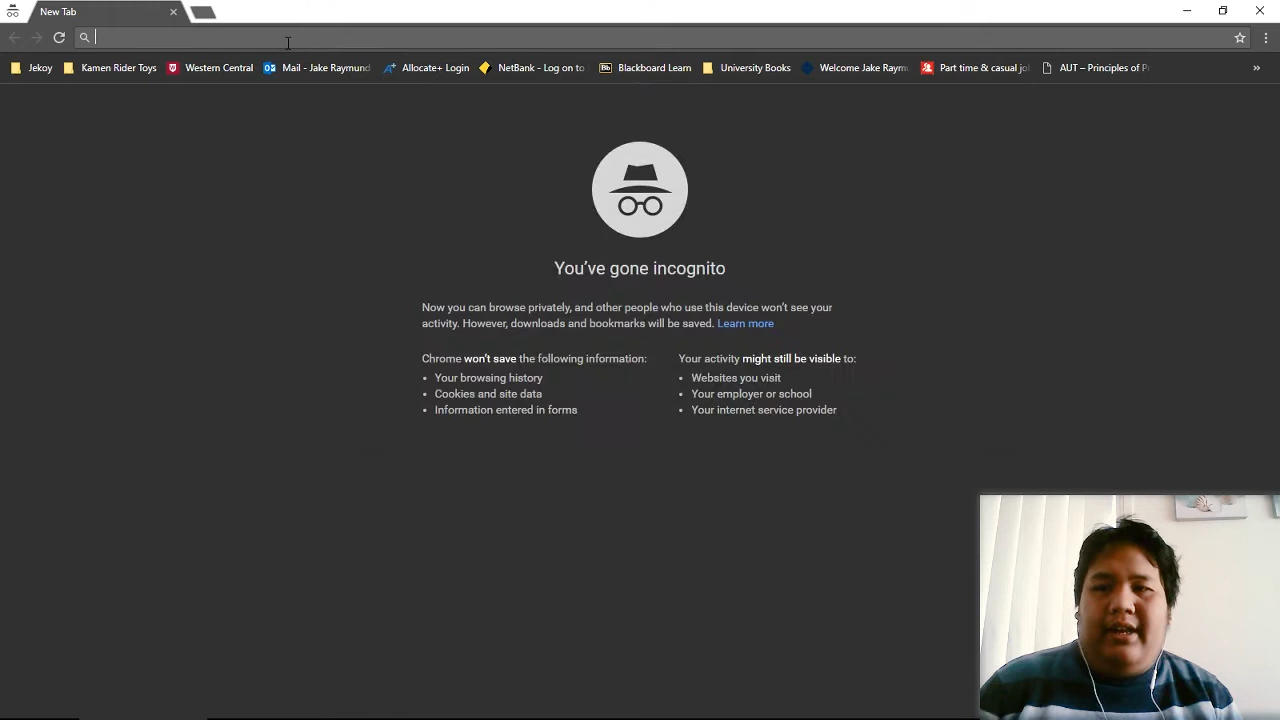 New Tab
Jekoy Kamen Rider Toys Western Central Mail - Jake Raymund Allocate+ Login NetBank - Log on to Bb Blackboard Learn University Books Welcome Jake Raym Part time & casual jo AUT – Principles of P »
You've gone incognito
Now you can browse privately, and other people who use this device won't see your
activity. However, downloads and bookmarks will be saved. Learn more
Chrome won't save the following information:
• Your browsing history
• Cookies and site data
• Information entered in forms
Your activity might still be visible to:
• Websites you visit
• Your employer or school
• Your internet service provider